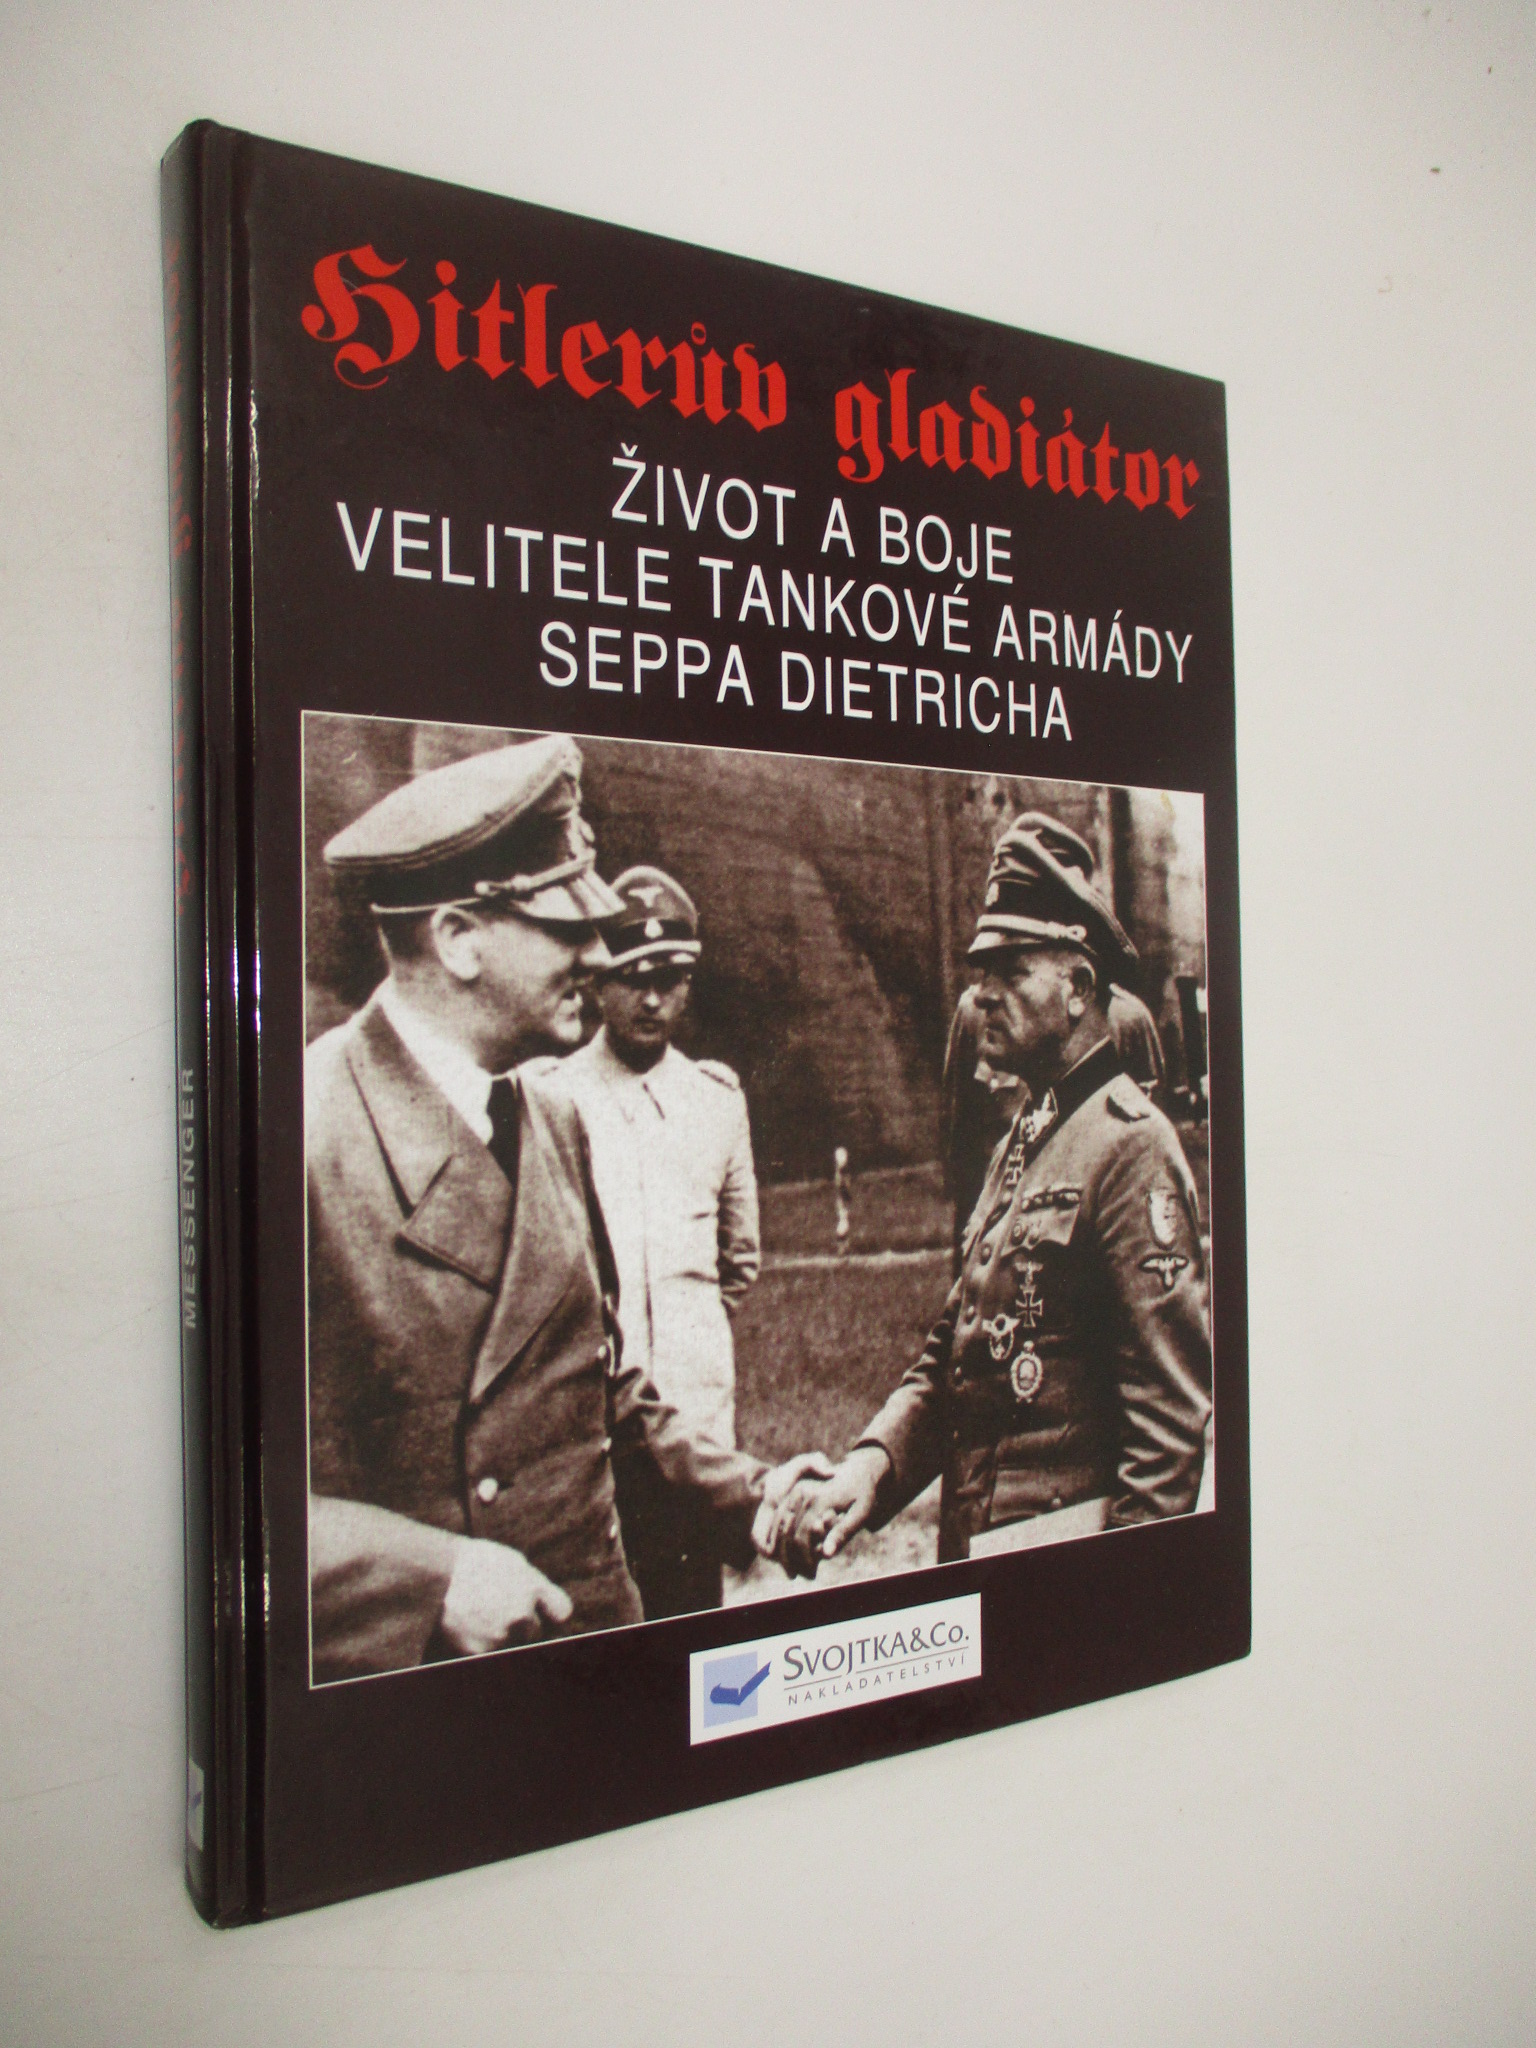 Hitlerův gladiátor
ŽIVOT A BOJE
VELITELE TANKOVÉ ARMÁDY
SEPPA DIETRICHA
SVOJTKA&CO.
NAKLADATELSTVÍ
MESSENGER